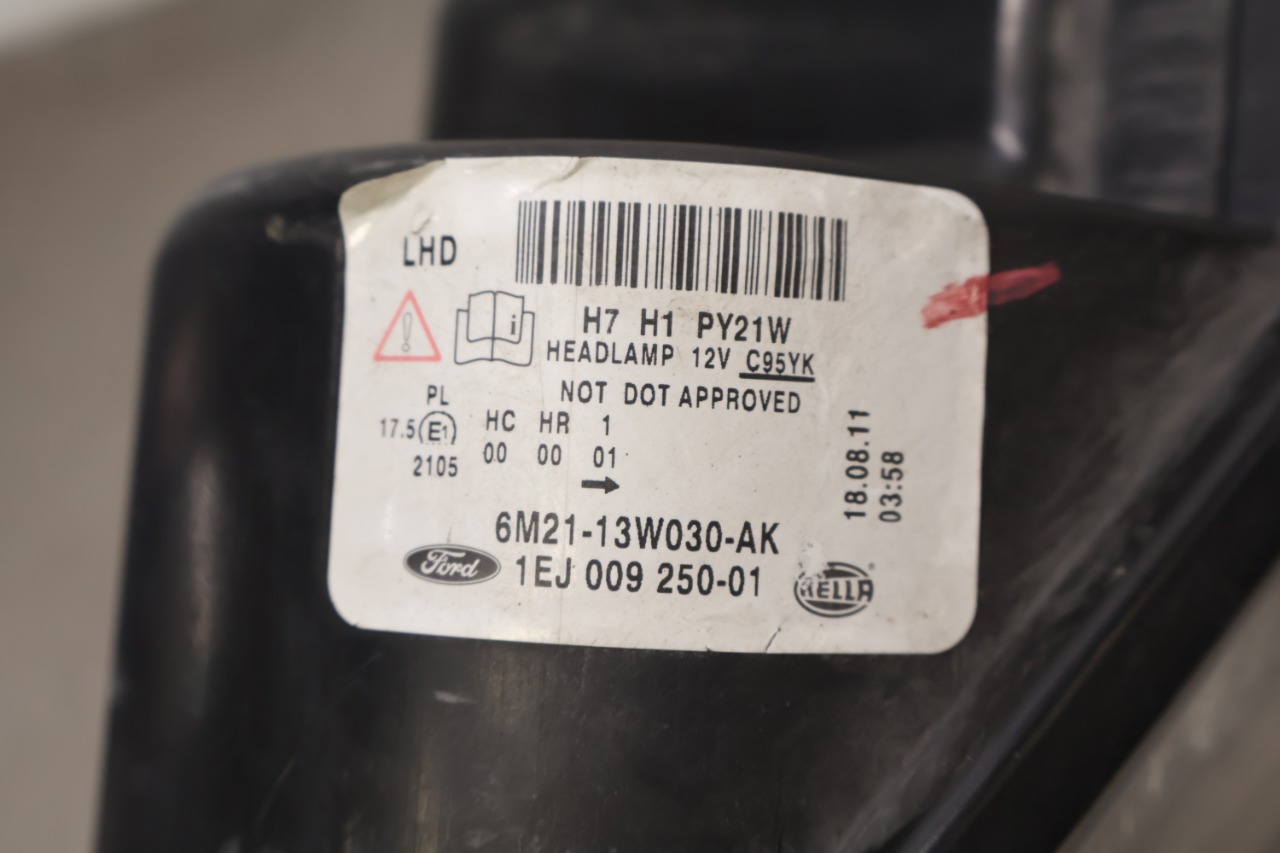 LHD
H7 H1 PY21W
HEADLAMP 12V C95YK
NOT DOT APPROVED
PL
17.5 E1
2105
HC HR 1
00 00 01
18.08.11
03:58
6M21-13W030-AK
Ford
1EJ 009 250-01
HELLA
i